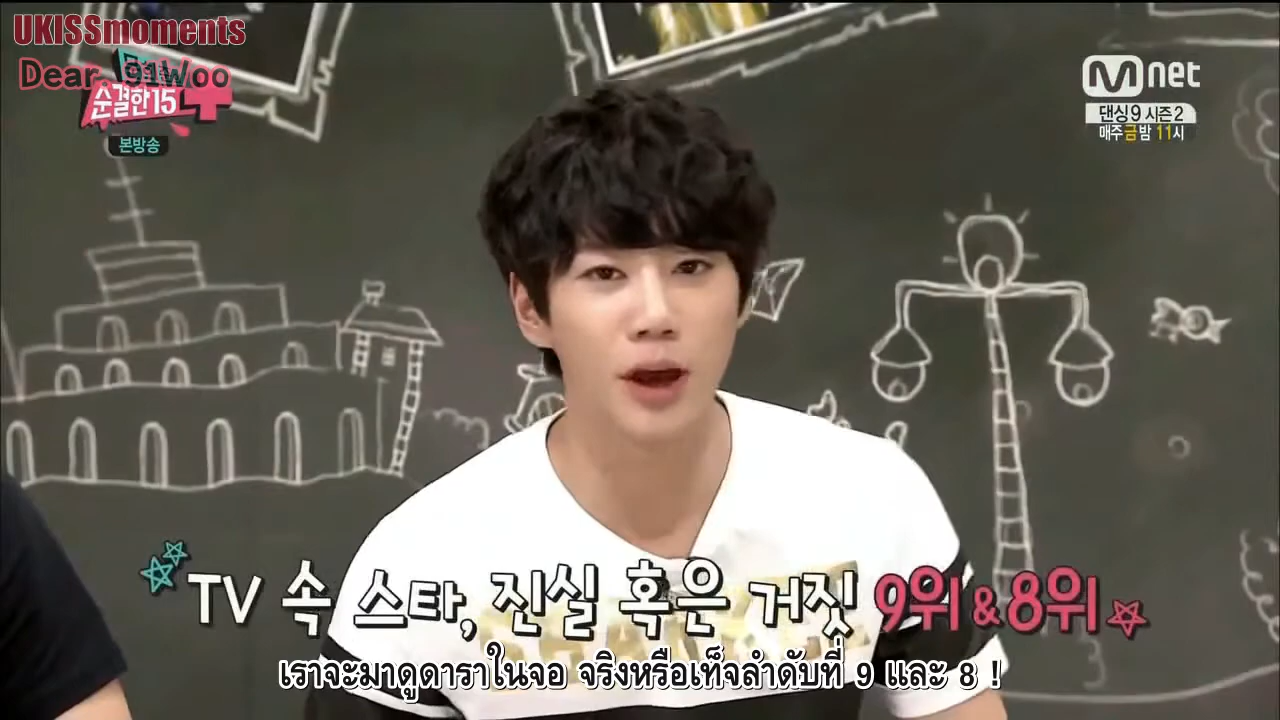 UKISSmoments
Dear. 91Woo
순결한15+
본방송
Mnet
댄싱9 시즌2
매주 금 밤 11시
TV 속 스타, 진실 혹은 거짓 9위 & 8위
เราจะมาดูดาราในจอ จริงหรือเท็จลำดับที่ 9 และ 8 !